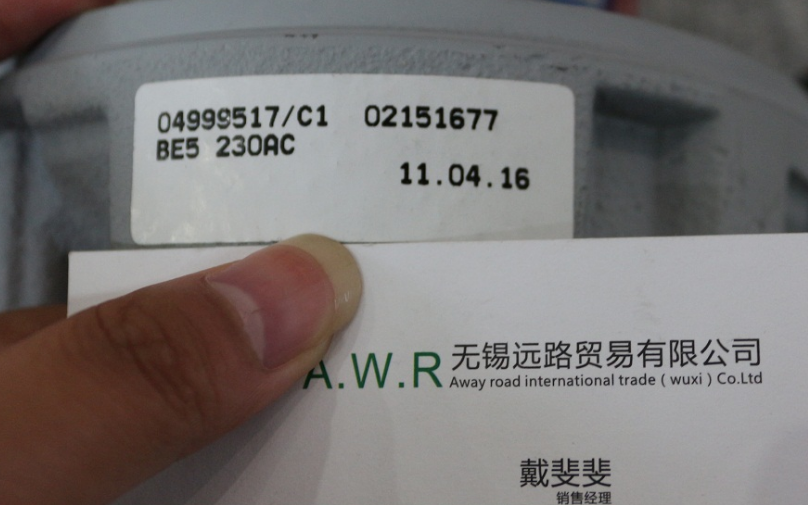 04999517/C1 02151677
BE5 230AC
11.04.16
A.W.R 无锡远路贸易有限公司
Away road international trade ( wuxi ) Co.Ltd
戴斐斐
销售经理